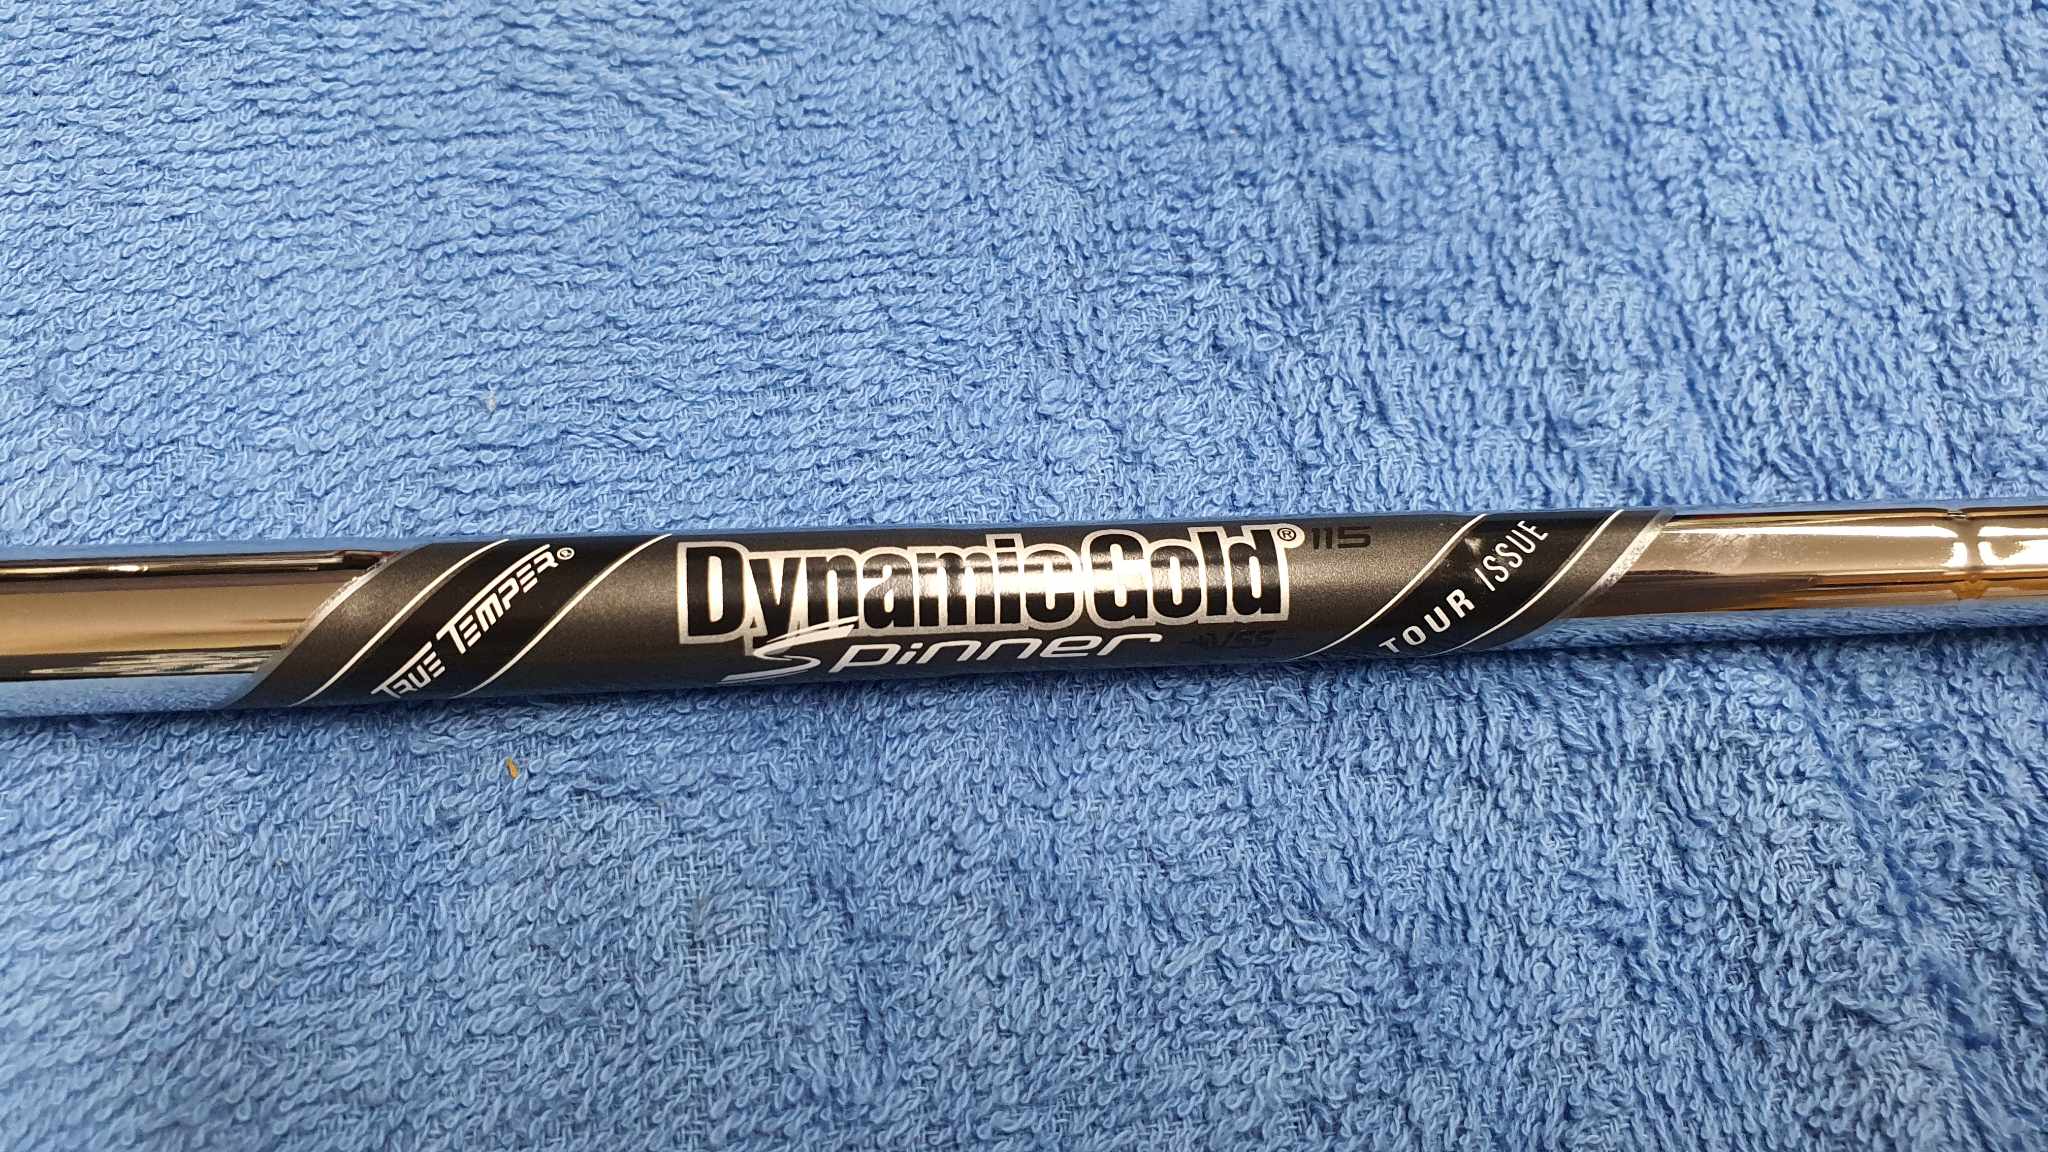 TRUE TEMPER®
Dynamic Gold® 115
Spinner
TOUR ISSUE